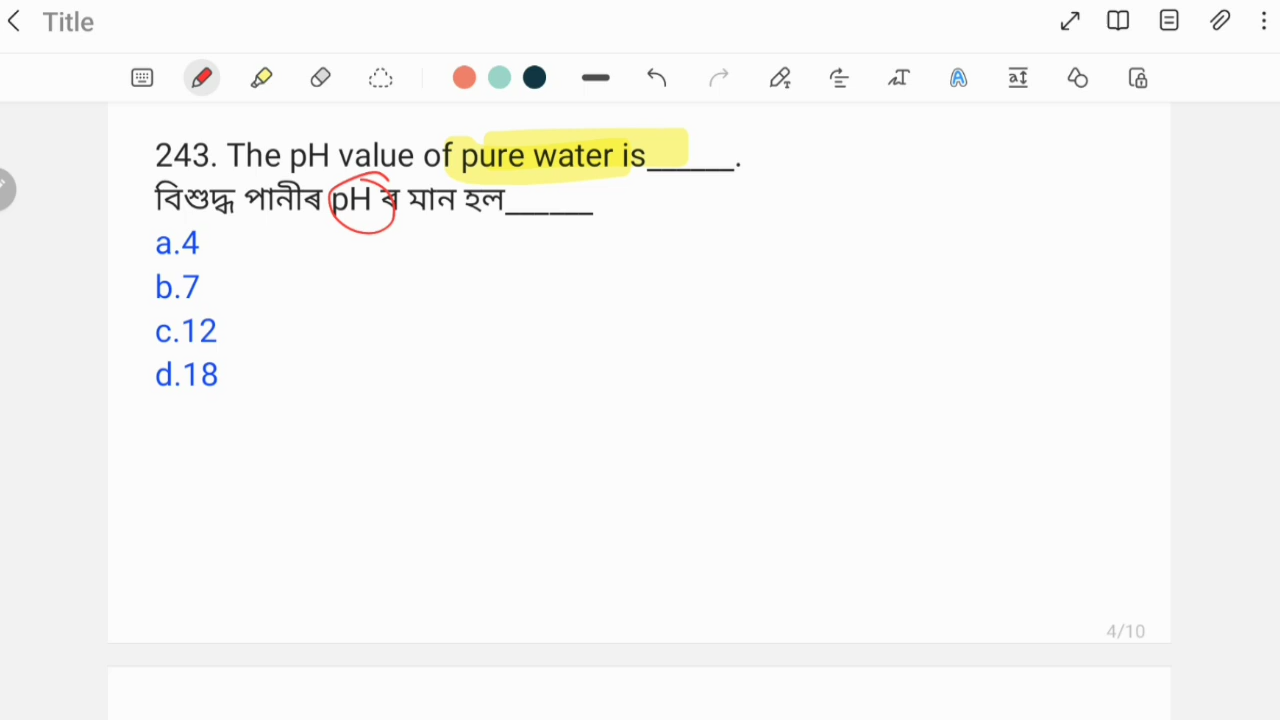 Title
243. The pH value of pure water is______.
বিশুদ্ধ পানীৰ pH ৰ মান হল______
a.4
b.7
c.12
d.18
4/10